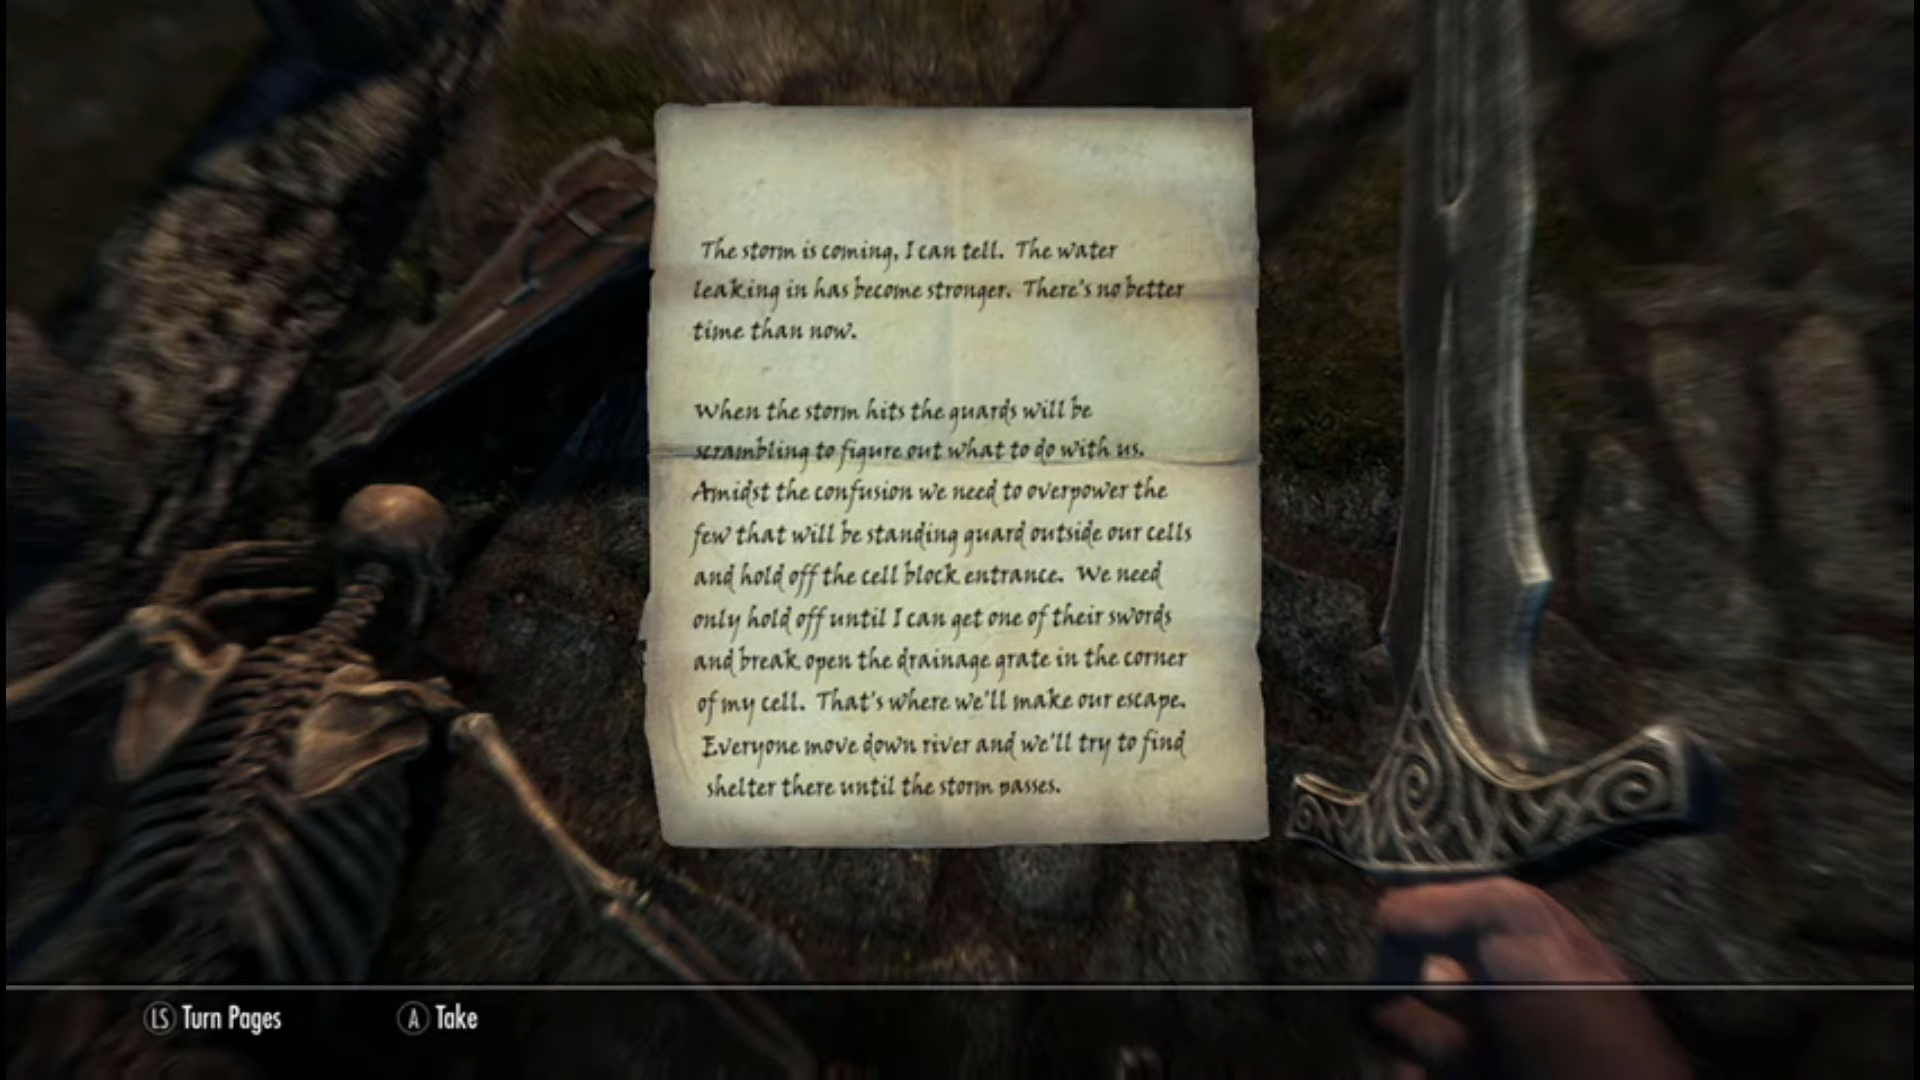 The storm is coming, I can tell. The water
leaking in has become stronger. There's no better
time than now.
When the storm hits the guards will be
scrambling to figure out what to do with us.
Amidst the confusion we need to overpower the
few that will be standing guard outside our cells
and hold off the cell block entrance. We need
only hold off until I can get one of their swords
and break open the drainage grate in the corner
of my cell. That's where we'll make our escape.
Everyone move down river and we'll try to find
shelter there until the storm passes.
LS Turn Pages A Take